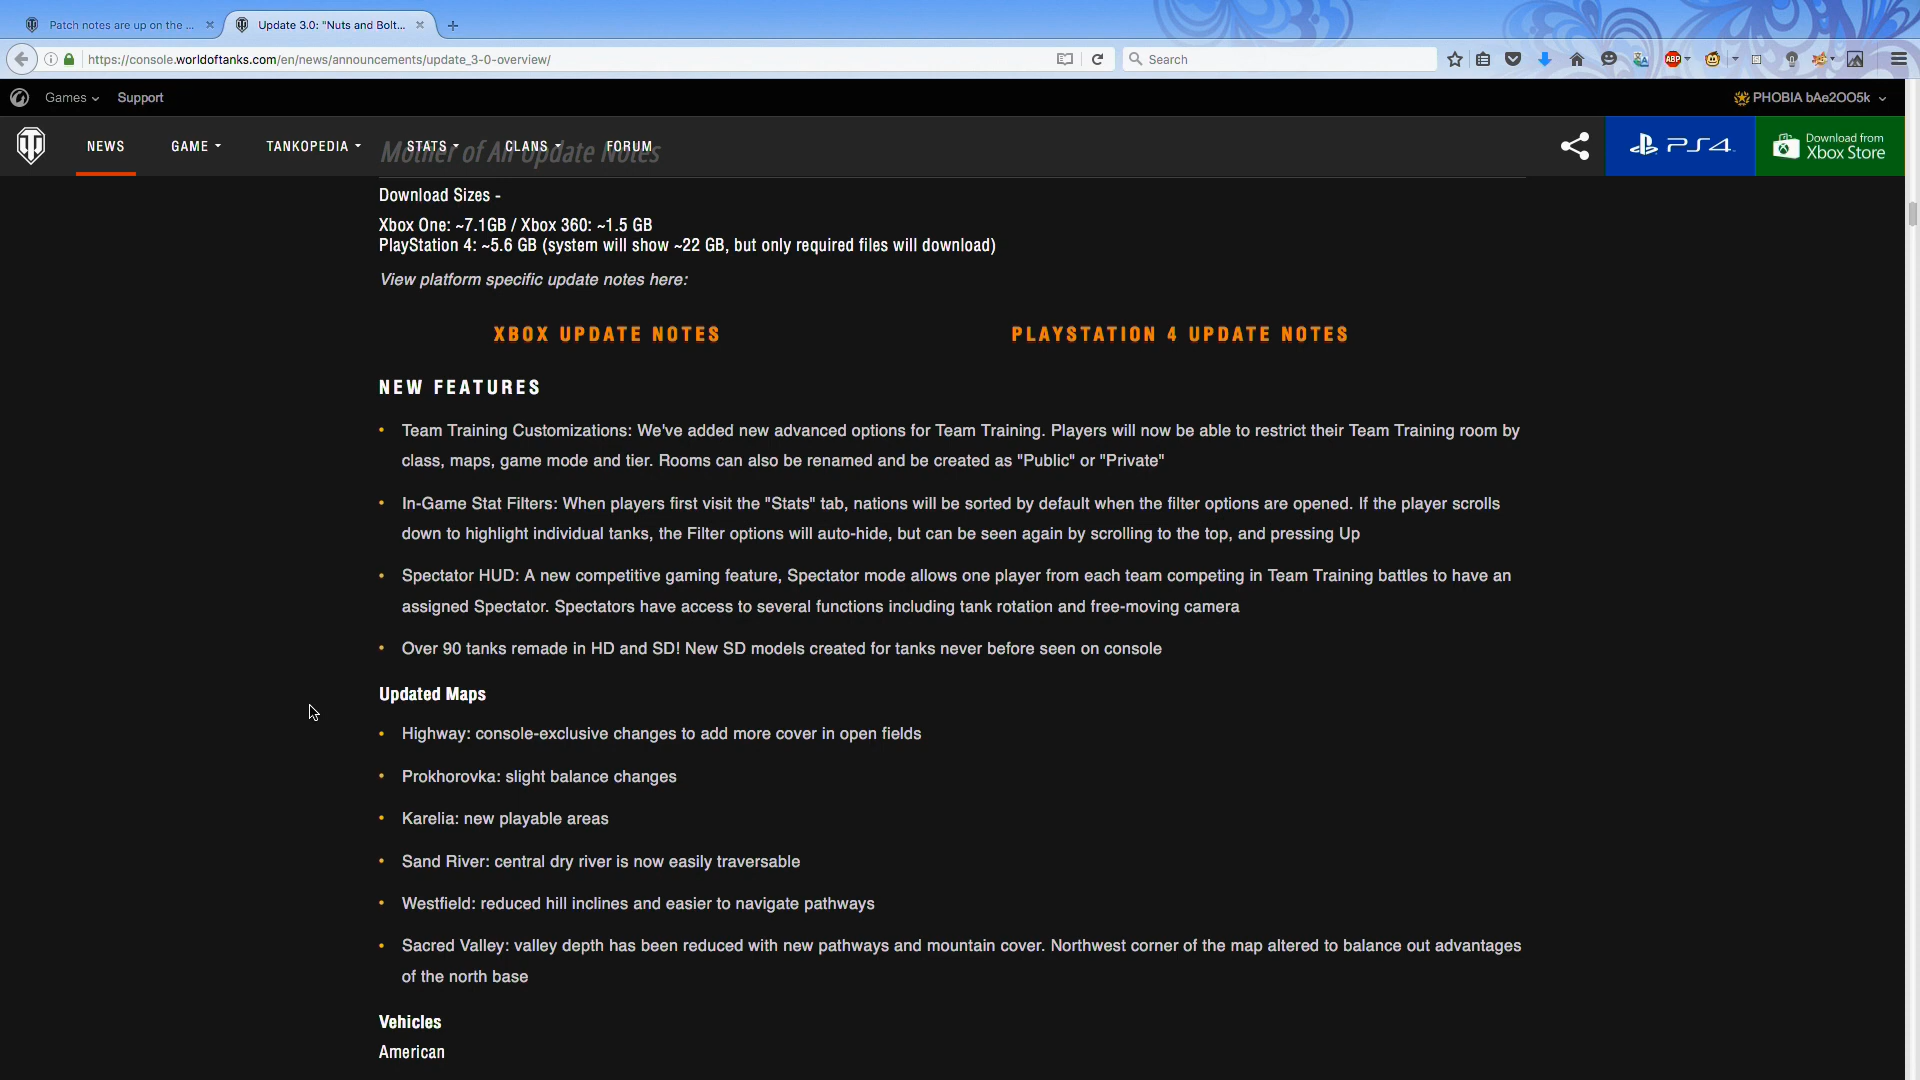 Patch notes are up on the ...
Update 3.0: "Nuts and Bolt...
https://console.worldoftanks.com/en/news/announcements/update_3-0-overview/
Search
ABP
Games
Support
PHOBIA bAe2OO5k
NEWS
GAME
TANKOPEDIA
STATS
CLANS
FORUM
Mother of All Update Notes
PS4
Download from
Xbox Store
Download Sizes -
Xbox One: ~7.1GB / Xbox 360: ~1.5 GB
PlayStation 4: ~5.6 GB (system will show ~22 GB, but only required files will download)
View platform specific update notes here:
XBOX UPDATE NOTES
PLAYSTATION 4 UPDATE NOTES
NEW FEATURES
• Team Training Customizations: We've added new advanced options for Team Training. Players will now be able to restrict their Team Training room by
class, maps, game mode and tier. Rooms can also be renamed and be created as "Public" or "Private"
• In-Game Stat Filters: When players first visit the "Stats" tab, nations will be sorted by default when the filter options are opened. If the player scrolls
down to highlight individual tanks, the Filter options will auto-hide, but can be seen again by scrolling to the top, and pressing Up
• Spectator HUD: A new competitive gaming feature, Spectator mode allows one player from each team competing in Team Training battles to have an
assigned Spectator. Spectators have access to several functions including tank rotation and free-moving camera
• Over 90 tanks remade in HD and SD! New SD models created for tanks never before seen on console
Updated Maps
• Highway: console-exclusive changes to add more cover in open fields
• Prokhorovka: slight balance changes
• Karelia: new playable areas
• Sand River: central dry river is now easily traversable
• Westfield: reduced hill inclines and easier to navigate pathways
• Sacred Valley: valley depth has been reduced with new pathways and mountain cover. Northwest corner of the map altered to balance out advantages
of the north base
Vehicles
American